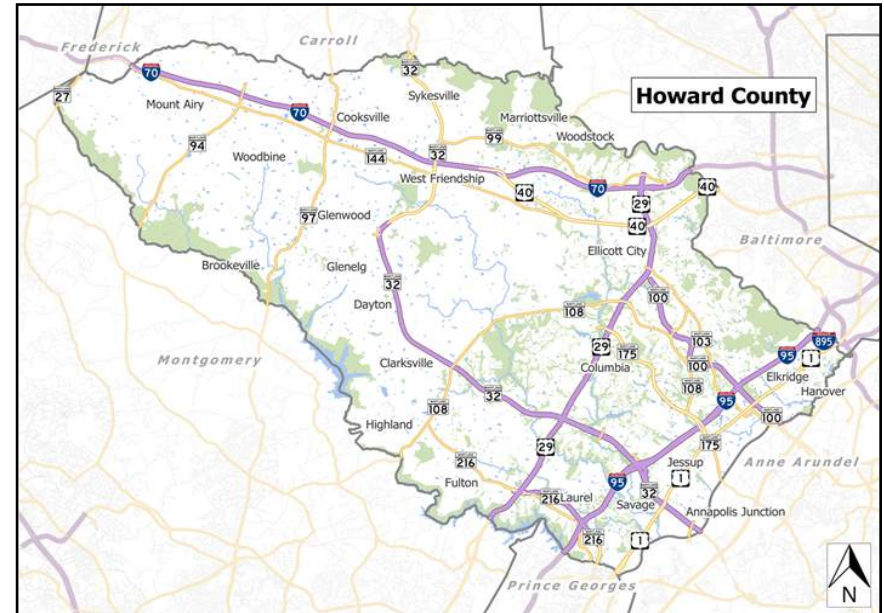 Frederick
Carroll
Howard County
70
32
27
Mount Airy
Sykesville
70
Cooksville
Marriottsville
94
99
Woodstock
Woodbine
144
32
West Friendship
40
70
29
40
97
Glenwood
40
Ellicott City
Baltimore
Brookeville
Glenelg
32
100
Dayton
108
103
895
29
175
95
1
Montgomery
Clarksville
Columbia
100
Elkridge
32
108
Hanover
108
95
100
Highland
29
175
216
Jessup
Anne Arundel
Fulton
95
1
216
Laurel
32
Savage
Annapolis Junction
216
1
Prince Georges
N